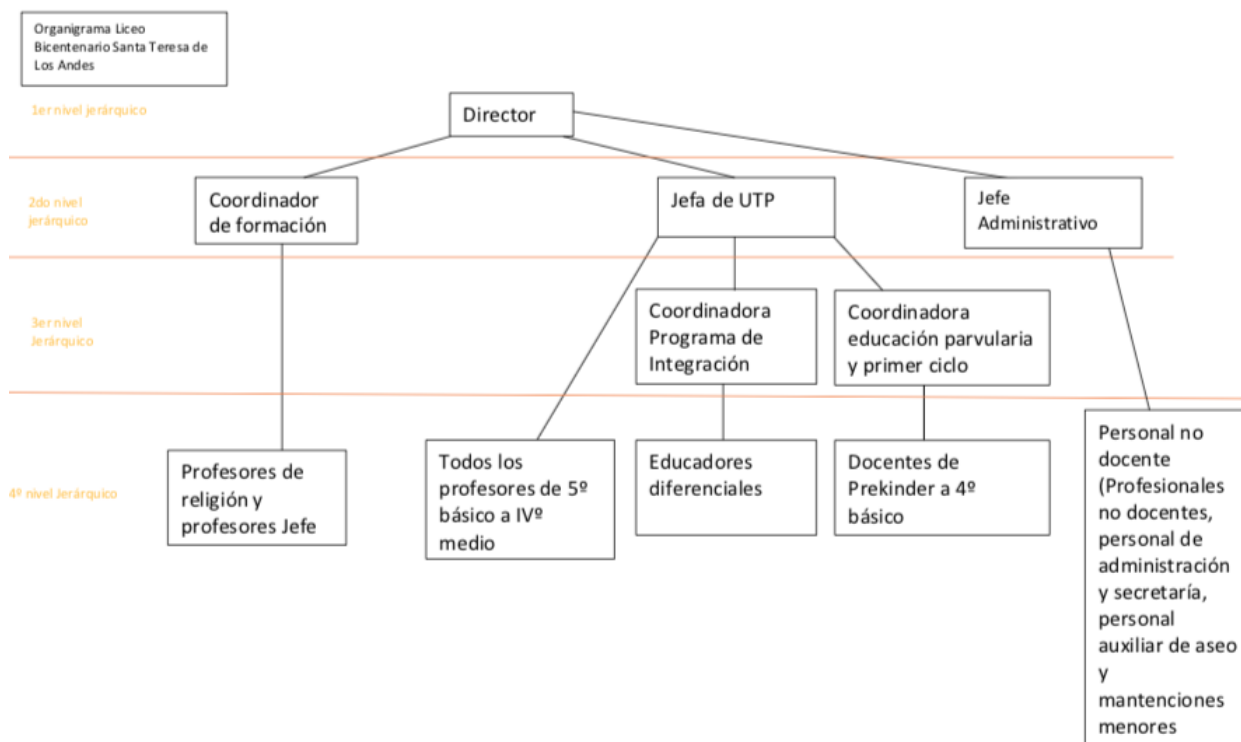 Organigrama Liceo
Bicentenario Santa Teresa de
Los Andes
1er nivel jerárquico
Director
2do nivel
jerárquico
Coordinador
de formación
Jefa de UTP
Jefe
Administrativo
3er nivel
Jerárquico
Coordinadora
Programa de
Integración
Coordinadora
educación parvularia
y primer ciclo
4º nivel Jerárquico
Profesores de
religión y
profesores Jefe
Todos los
profesores de 5º
básico a IVº
medio
Educadores
diferenciales
Docentes de
Prekinder a 4º
básico
Personal no
docente
(Profesionales
no docentes,
personal de
administración
y secretaría,
personal
auxiliar de aseo
y
mantenciones
menores